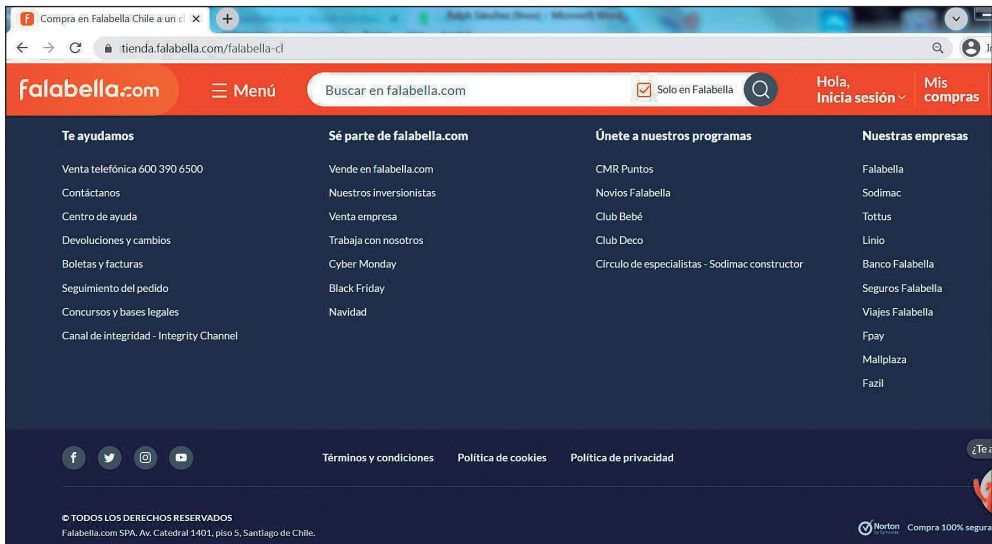 Compra en Falabella Chile a un cl
tienda.falabella.com/falabella-cl
falabella.com
Menú
Buscar en falabella.com
Solo en Falabella
Hola,
Inicia sesión
Mis
compras
Te ayudamos
Venta telefónica 600 390 6500
Contáctanos
Centro de ayuda
Devoluciones y cambios
Boletas y facturas
Seguimiento del pedido
Concursos y bases legales
Canal de integridad - Integrity Channel
Sé parte de falabella.com
Vende en falabella.com
Nuestros inversionistas
Venta empresa
Trabaja con nosotros
Cyber Monday
Black Friday
Navidad
Únete a nuestros programas
CMR Puntos
Novios Falabella
Club Bebé
Club Deco
Círculo de especialistas - Sodimac constructor
Nuestras empresas
Falabella
Sodimac
Tottus
Linio
Banco Falabella
Seguros Falabella
Viajes Falabella
Fpay
Mallplaza
Fazil
Términos y condiciones
Política de cookies
Política de privacidad
¿Te a
© TODOS LOS DERECHOS RESERVADOS
Falabella.com SPA. Av. Catedral 1401, piso 5, Santiago de Chile.
Norton
by Symantec
Compra 100% segura